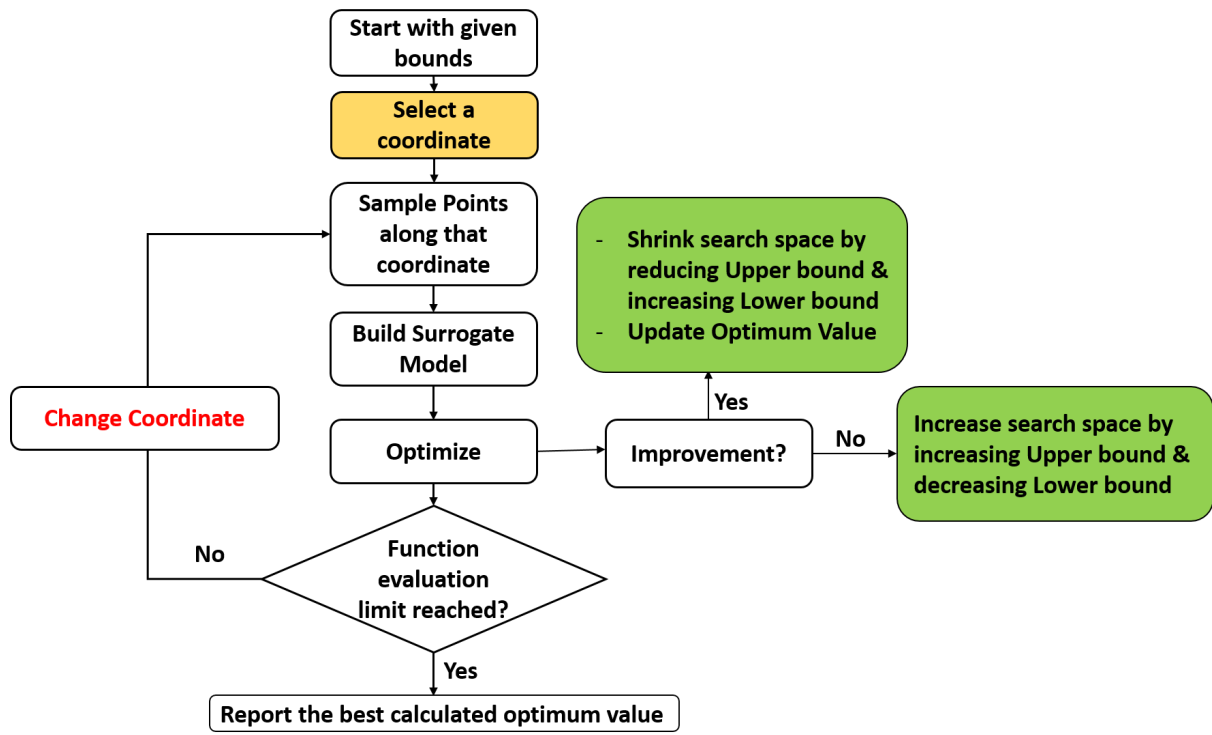 Start with given
bounds
Select a
coordinate
Sample Points
along that
coordinate
- Shrink search space by
reducing Upper bound &
increasing Lower bound
- Update Optimum Value
Build Surrogate
Model
Change Coordinate
Optimize
Improvement?
Yes
No
Increase search space by
increasing Upper bound &
decreasing Lower bound
Function
evaluation
limit reached?
No
Yes
Report the best calculated optimum value